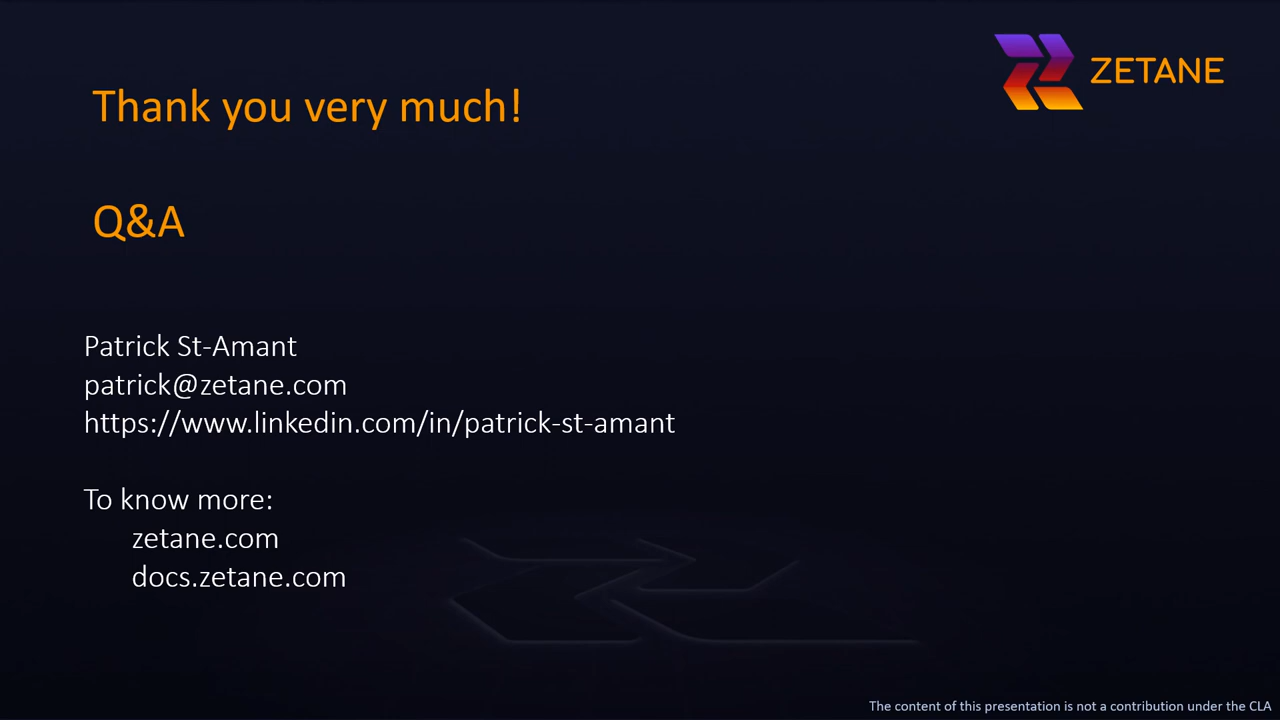 ZETANE
Thank you very much!
Q&A
Patrick St-Amant
patrick@zetane.com
https://www.linkedin.com/in/patrick-st-amant
To know more:
zetane.com
docs.zetane.com
The content of this presentation is not a contribution under the CLA